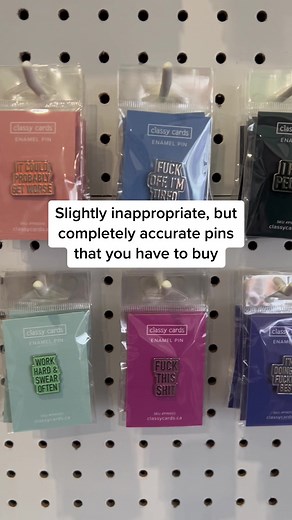 classy cards
ENAMEL PIN
IT COULD
PROBABLY
GET WORSE
classy cards
ENAMEL PIN
FUCK
OFF, I'M
TIRED
Slightly inappropriate, but
completely accurate pins
that you have to buy
classy cards
ENAMEL PIN
WORK
HARD &
SWEAR
OFTEN
classycards.ca
classy cards
ENAMEL PIN
FUCK
THIS
SHIT
classycards.ca
DOING